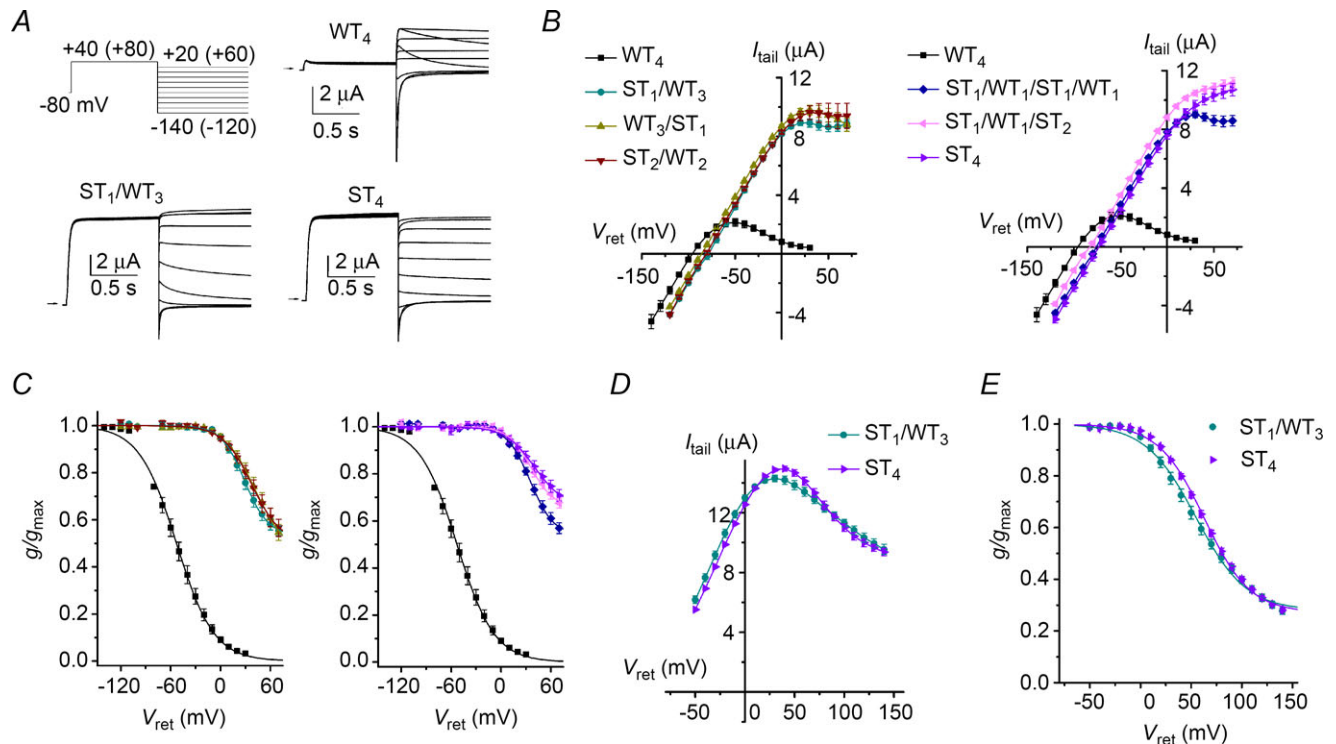 A
+40 (+80) +20 (+60)
-80 mV
-140 (-120)
WT4
2 μA
0.5 s
ST1/WT3
2 μA
0.5 s
ST4
2 μA
0.5 s
B
WT4
ST1/WT3
WT3/ST1
ST2/WT2
Itail (μA)
12
8
4
-4
Vret (mV)
-150 -100 -50 0 50
WT4
ST1/WT1/ST1/WT1
ST1/WT1/ST2
ST4
Itail (μA)
12
8
4
-4
Vret (mV)
-150 -50 0 50
C
g/gmax
1.0
0.8
0.6
0.4
0.2
0.0
-120 -60 0 60
Vret (mV)
g/gmax
1.0
0.8
0.6
0.4
0.2
0.0
-120 -60 0 60
Vret (mV)
D
Itail (μA)
ST1/WT3
ST4
12
8
4
Vret (mV)
-50 0 50 100 150
E
g/gmax
1.0
0.8
0.6
0.4
0.2
0.0
ST1/WT3
ST4
-50 0 50 100 150
Vret (mV)